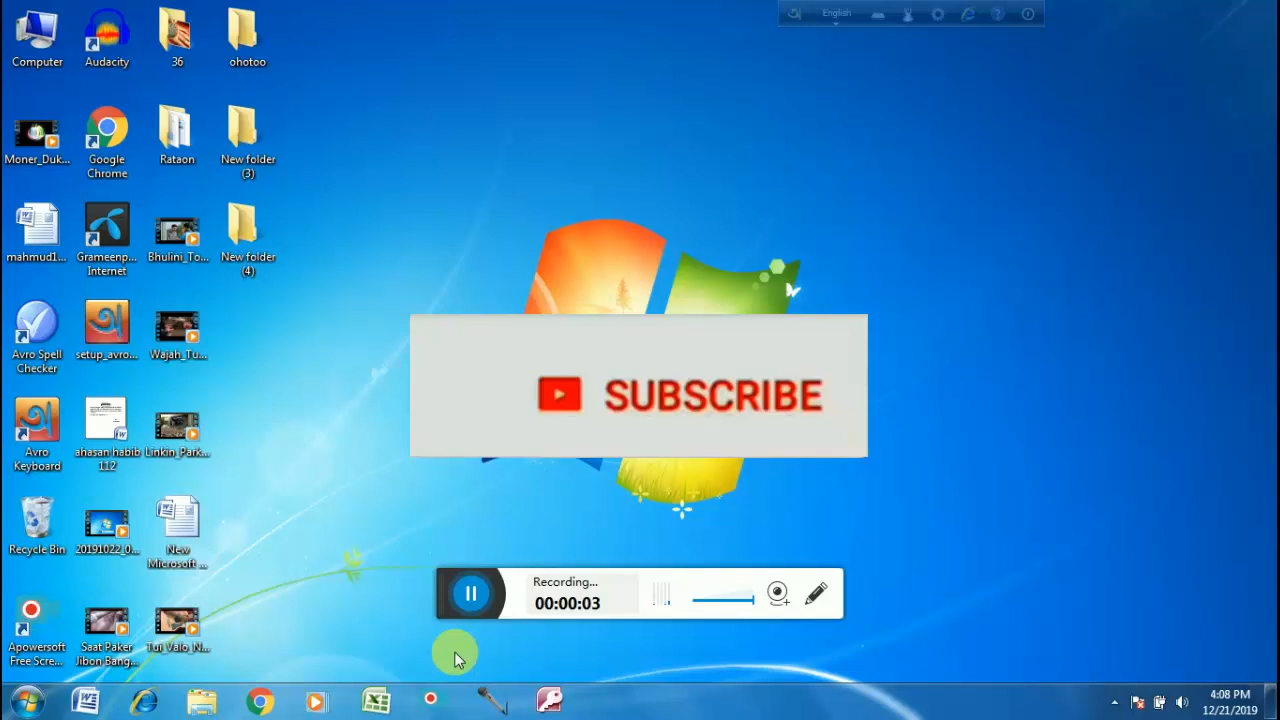 English
Computer
Audacity
36
ohotoo
Moner_Duk...
Google
Chrome
Rataon
New folder
(3)
mahmud1...
Grameenp...
Internet
Bhulini_To...
New folder
(4)
Avro Spell
Checker
setup_avro...
Wajah_Tu...
SUBSCRIBE
Avro
Keyboard
ahasan habib
112
Linkin_Park...
Recycle Bin
20191022_0...
New
Microsoft ...
Recording...
00:00:03
Apowersoft
Free Scre...
Saat Paker
Jibon Bang...
Tui_Valo_N...
4:08 PM
12/21/2019